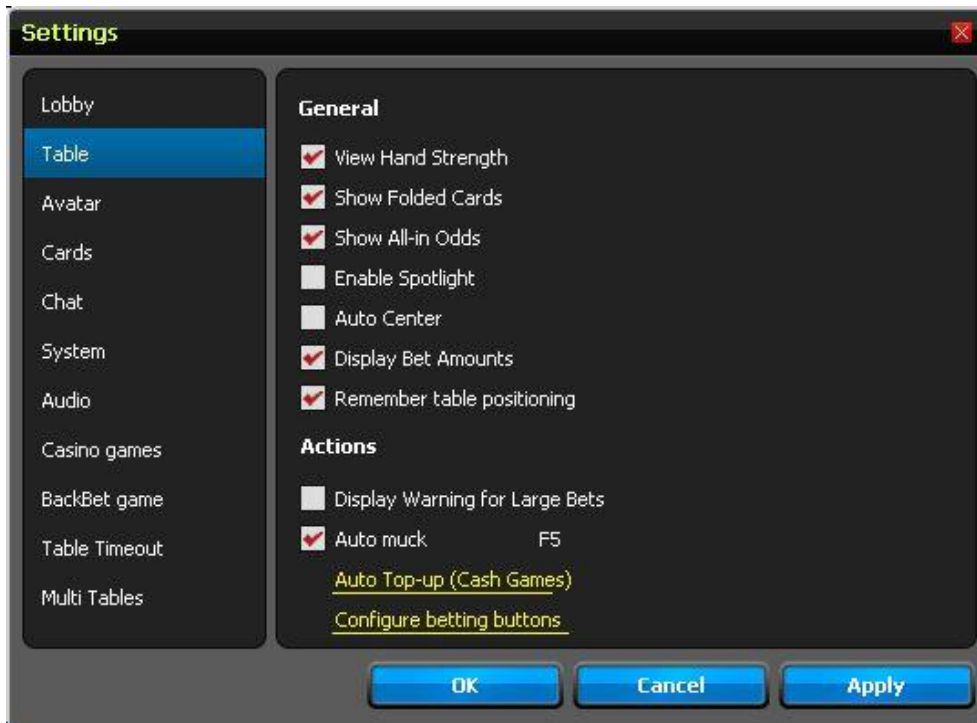 Settings
Lobby
Table
Avatar
Cards
Chat
System
Audio
Casino games
BackBet game
Table Timeout
Multi Tables
General
View Hand Strength
Show Folded Cards
Show All-in Odds
Enable Spotlight
Auto Center
Display Bet Amounts
Remember table positioning
Actions
Display Warning for Large Bets
Auto muck F5
Auto Top-up (Cash Games)
Configure betting buttons
OK Cancel Apply